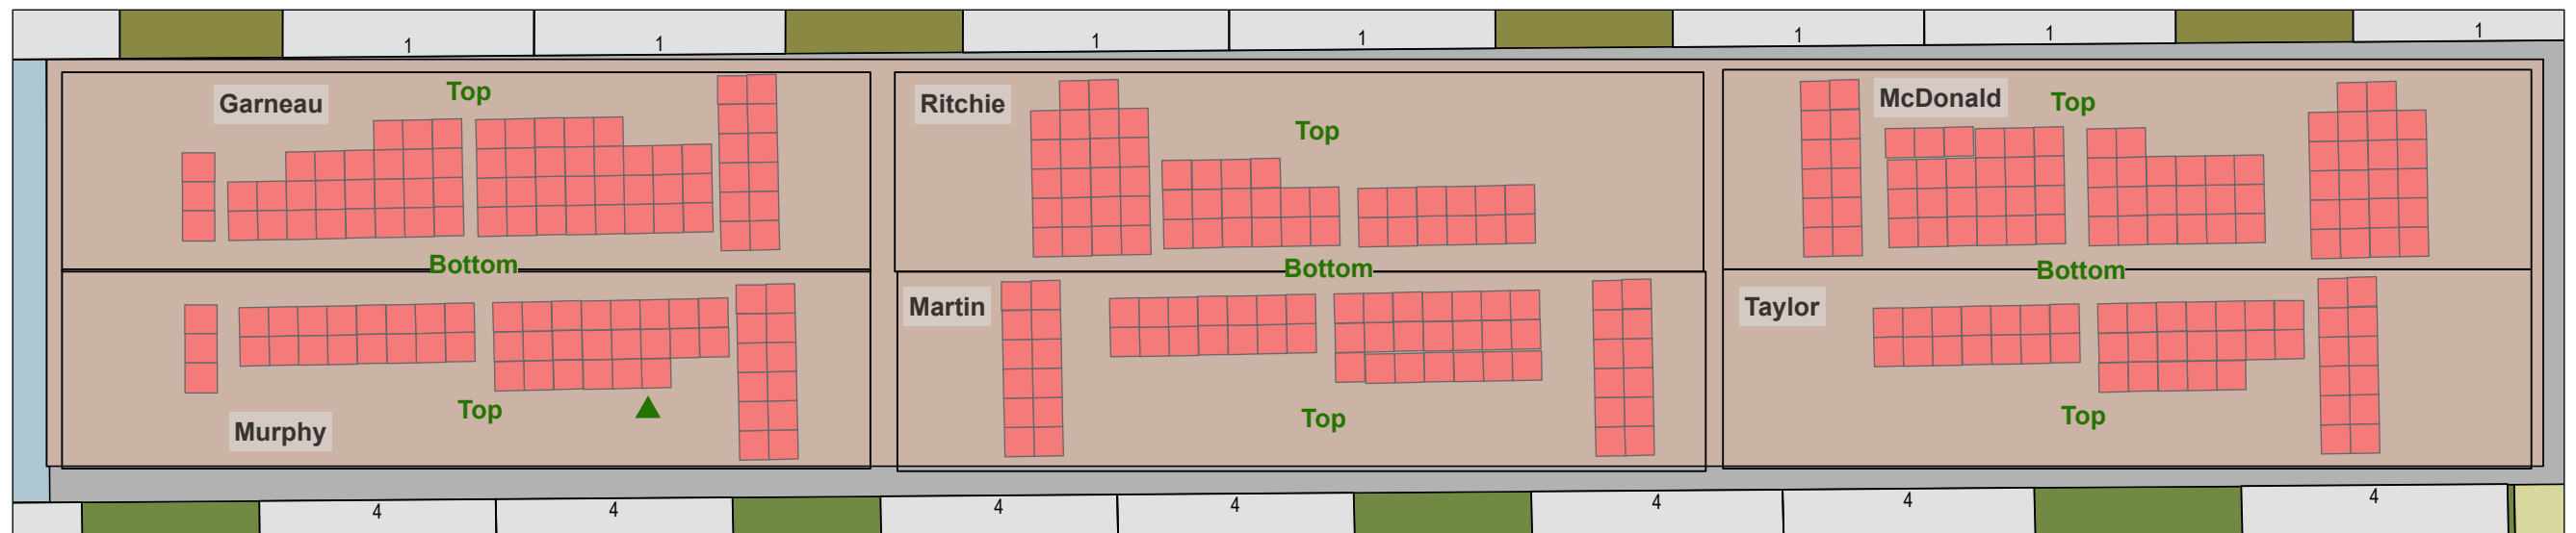 1 1 1 1 1 1 1
Garneau Top
Ritchie Top
McDonald Top
Bottom Bottom Bottom
Martin Taylor
Murphy Top
Top
Top
4 4 4 4 4 4 4